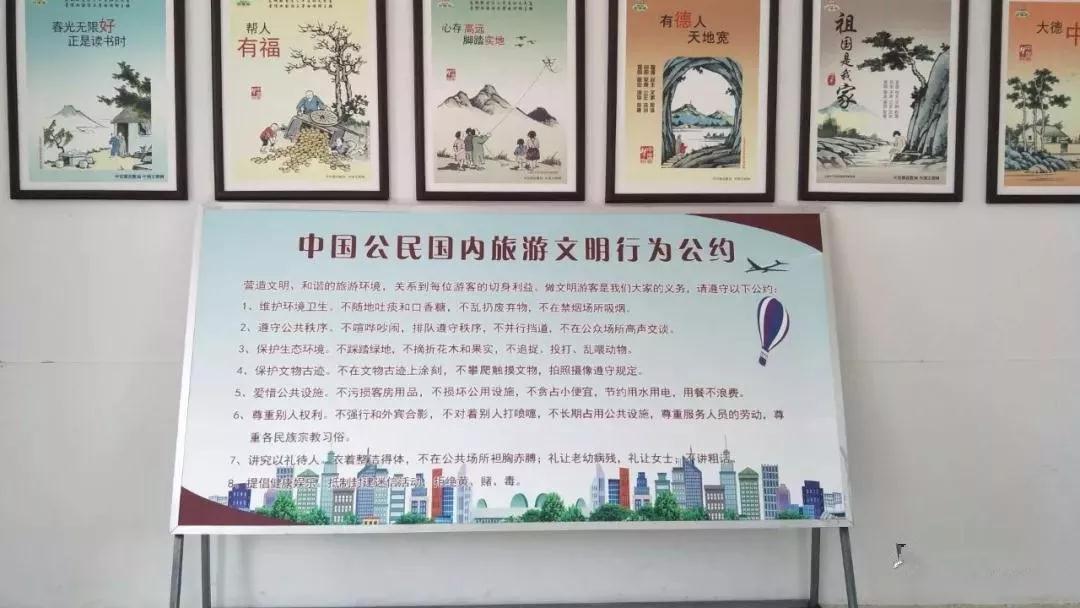 春光无限好
正是读书时
帮人
有福
心存高远
脚踏实地
有德人
天地宽
祖国是我家
大德 中
中国公民国内旅游文明行为公约
营造文明、和谐的旅游环境，关系到每位游客的切身利益。做文明游客是我们大家的义务，请遵守以下公约：
1、维护环境卫生。不随地吐痰和口香糖，不乱扔废弃物，不在禁烟场所吸烟。
2、遵守公共秩序。不喧哗吵闹，排队遵守秩序，不并行挡道，不在公众场所高声交谈。
3、保护生态环境。不踩踏绿地，不摘折花木和果实，不追捉、投打、乱喂动物。
4、保护文物古迹。不在文物古迹上涂刻，不攀爬触摸文物，拍照摄像遵守规定。
5、爱惜公共设施。不污损客房用品，不损坏公用设施，不贪占小便宜，节约用水用电，用餐不浪费。
6、尊重别人权利。不强行和外宾合影，不对着别人打喷嚏，不长期占用公共设施，尊重服务人员的劳动，尊
重各民族宗教习俗。
7、讲究以礼待人。衣着整洁得体，不在公共场所袒胸赤膊；礼让老幼病残，礼让女士；不讲粗话。
8、提倡健康娱乐。抵制封建迷信活动，拒绝黄、赌、毒。